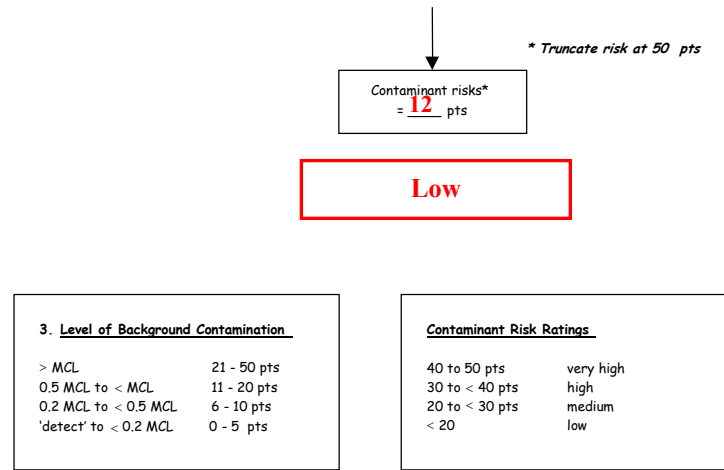 * Truncate risk at 50 pts
Contaminant risks*
= 12 pts
Low
3. Level of Background Contamination
> MCL 21 - 50 pts
0.5 MCL to < MCL 11 - 20 pts
0.2 MCL to < 0.5 MCL 6 - 10 pts
‘detect’ to < 0.2 MCL 0 - 5 pts
Contaminant Risk Ratings
40 to 50 pts very high
30 to < 40 pts high
20 to < 30 pts medium
< 20 low